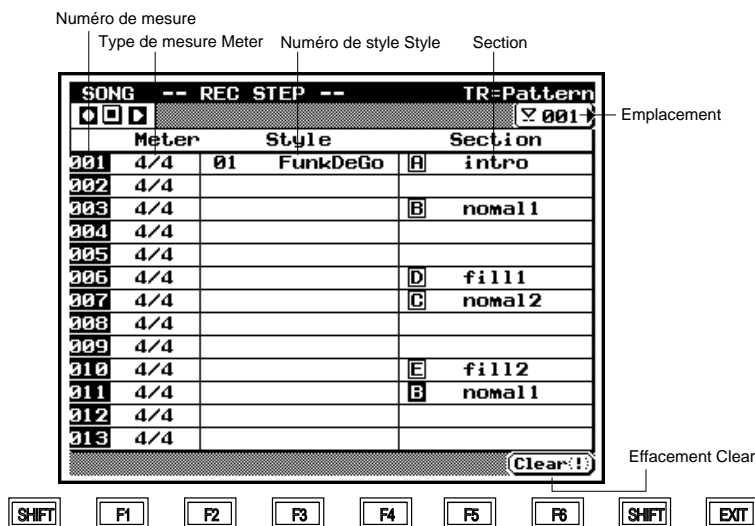 Numéro de mesure
Type de mesure Meter Numéro de style Style Section
SONG -- REC STEP -- TR=Pattern
001 Emplacement
Meter Style Section
001 4/4 01 FunkDeGo A intro
002 4/4
003 4/4 B nomal1
004 4/4
005 4/4
006 4/4 D fill1
007 4/4 C nomal2
008 4/4
009 4/4
010 4/4 E fill2
011 4/4 B nomal1
012 4/4
013 4/4
Clear(!) Effacement Clear
SHIFT F1 F2 F3 F4 F5 F6 SHIFT EXIT